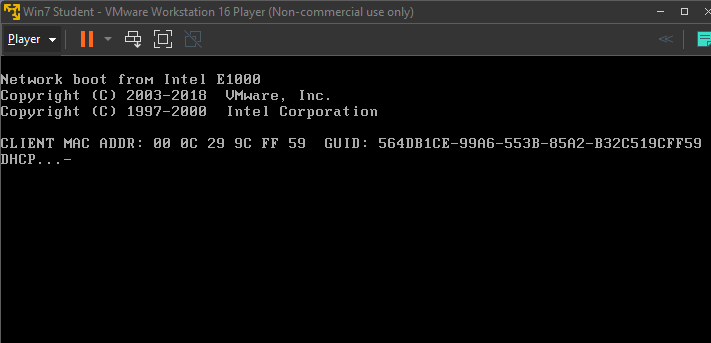 Win7 Student - VMware Workstation 16 Player (Non-commercial use only)
Player
Network boot from Intel E1000
Copyright (C) 2003-2018  VMware, Inc.
Copyright (C) 1997-2000  Intel Corporation
CLIENT MAC ADDR: 00 0C 29 9C FF 59  GUID: 564DB1CE-99A6-553B-85A2-B32C519CFF59
DHCP...-